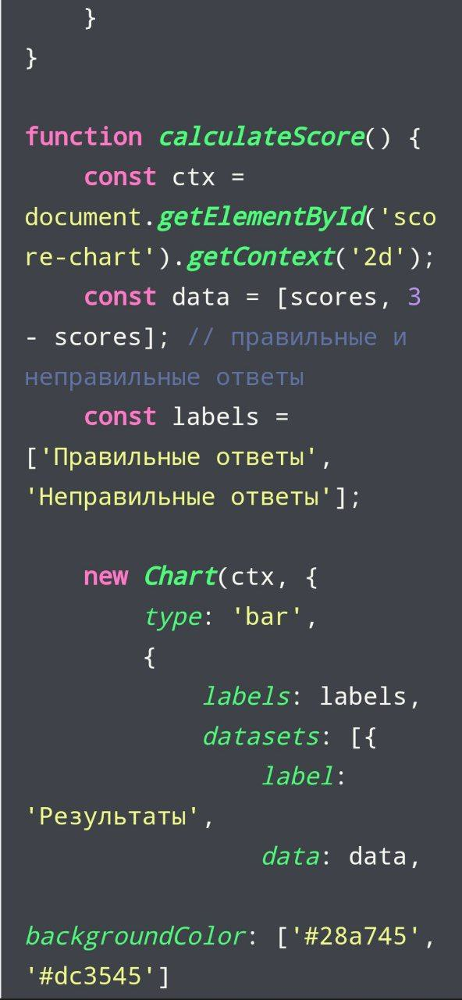 }
}
function calculateScore() {
const ctx =
document.getElementById('sco
re-chart').getContext('2d');
const data = [scores, 3
- scores]; // правильные и
неправильные ответы
const labels =
['Правильные ответы',
'Неправильные ответы'];
new Chart(ctx, {
type: 'bar',
{
labels: labels,
datasets: [{
label:
'Результаты',
data: data,
backgroundColor: ['#28a745',
'#dc3545']